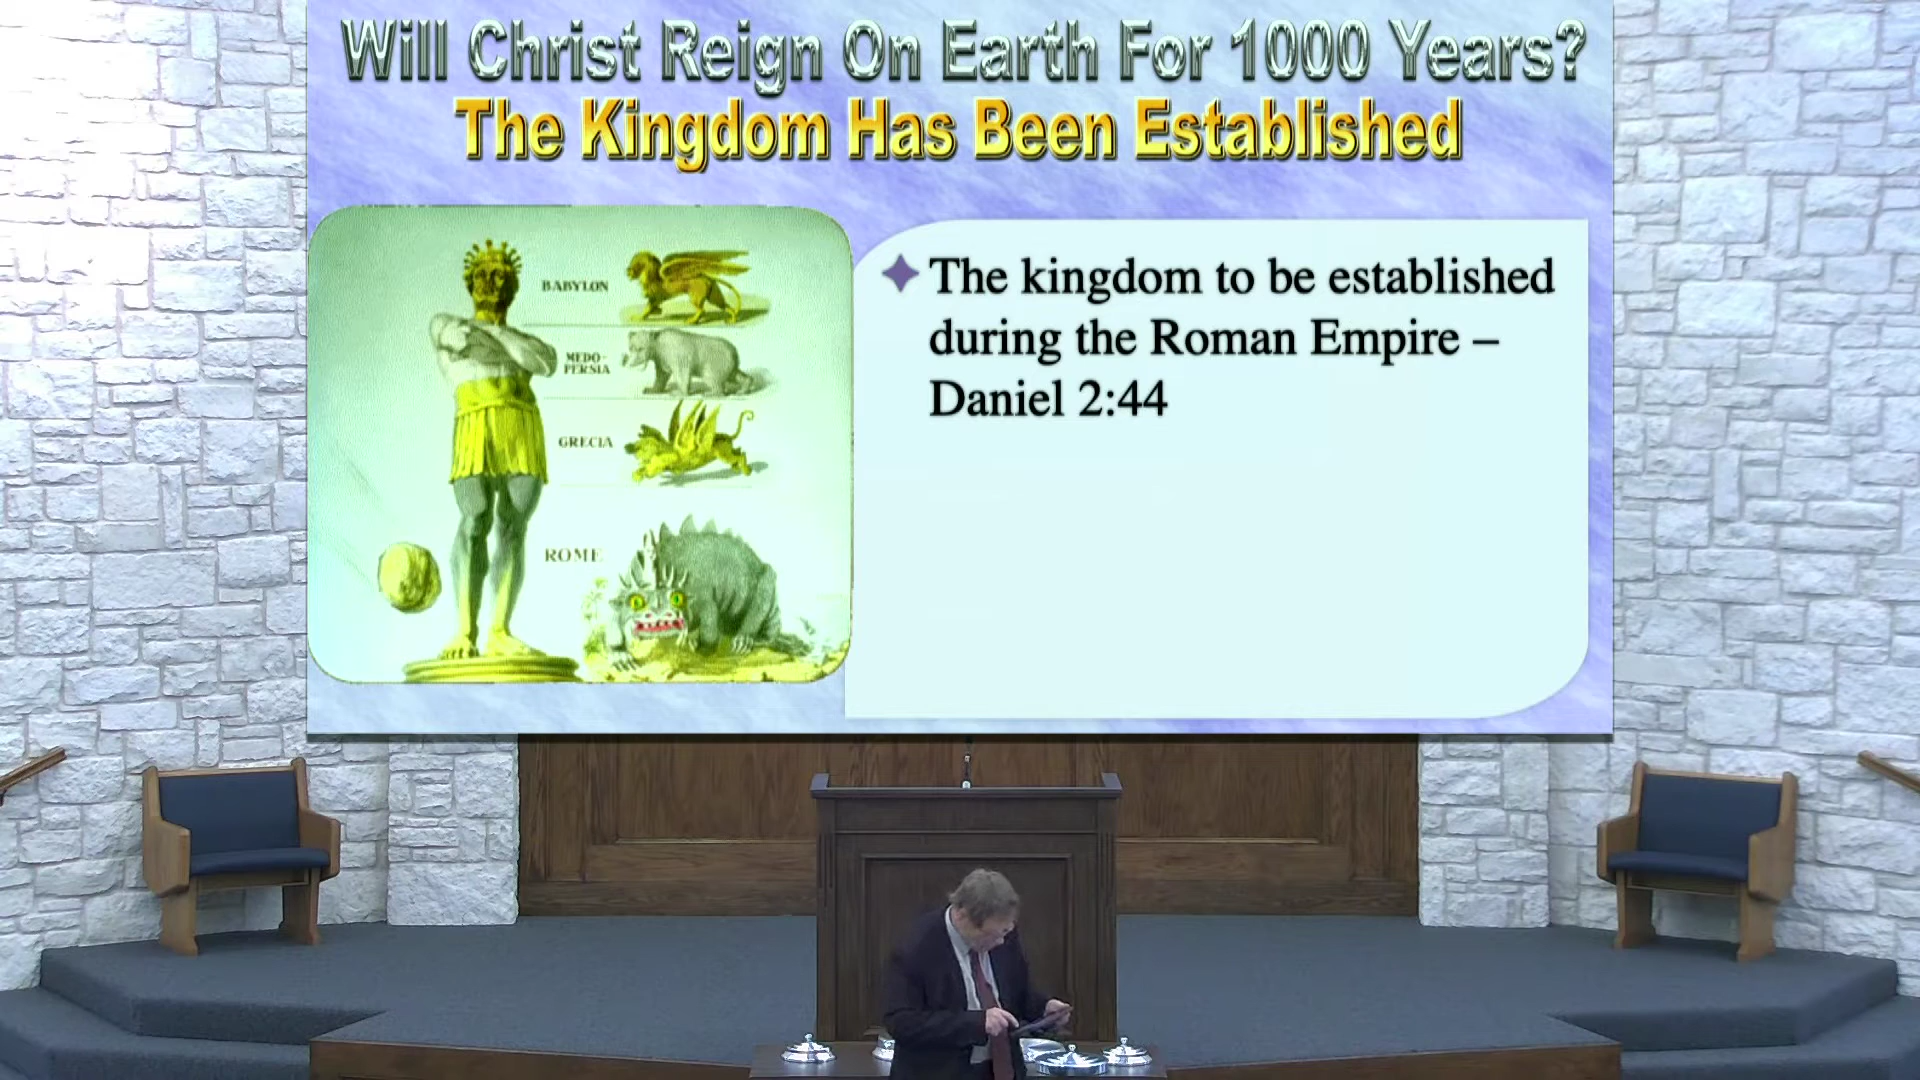 Will Christ Reign On Earth For 1000 Years?
The Kingdom Has Been Established
BABYLON
MEDO-
PERSIA
GRECIA
ROME
The kingdom to be established
during the Roman Empire –
Daniel 2:44